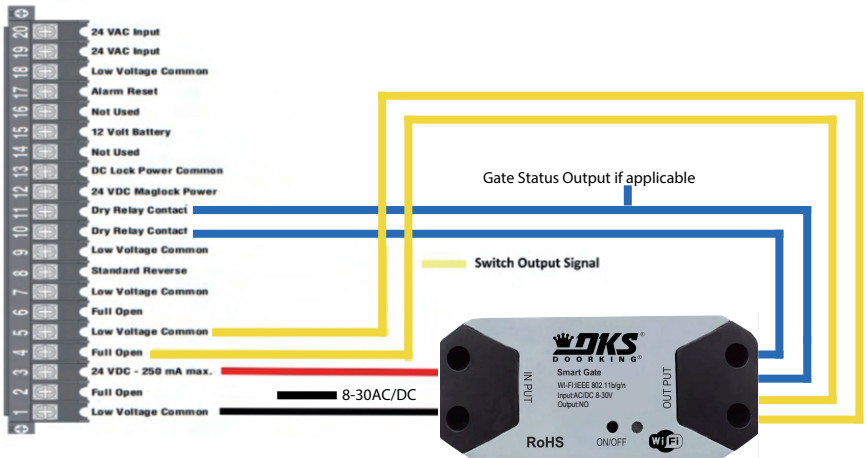 20 24 VAC Input
19 24 VAC Input
18 Low Voltage Common
17 Alarm Reset
16 Not Used
15 12 Volt Battery
14 Not Used
13 DC Lock Power Common
12 24 VDC Maglock Power
11 Dry Relay Contact
10 Dry Relay Contact
9 Low Voltage Common
8 Standard Reverse
7 Low Voltage Common
6 Full Open
5 Low Voltage Common
4 Full Open
3 24 VDC - 250 mA max.
2 Full Open
1 Low Voltage Common
Gate Status Output if applicable
Switch Output Signal
8-30AC/DC
DKS®
DOORKING®
Smart Gate
WI-FI:IEEE 802.11b/g/n
Input:AC/DC 8-30V
Output:NO
IN PUT
OUT PUT
RoHS
ON/OFF
WiFi